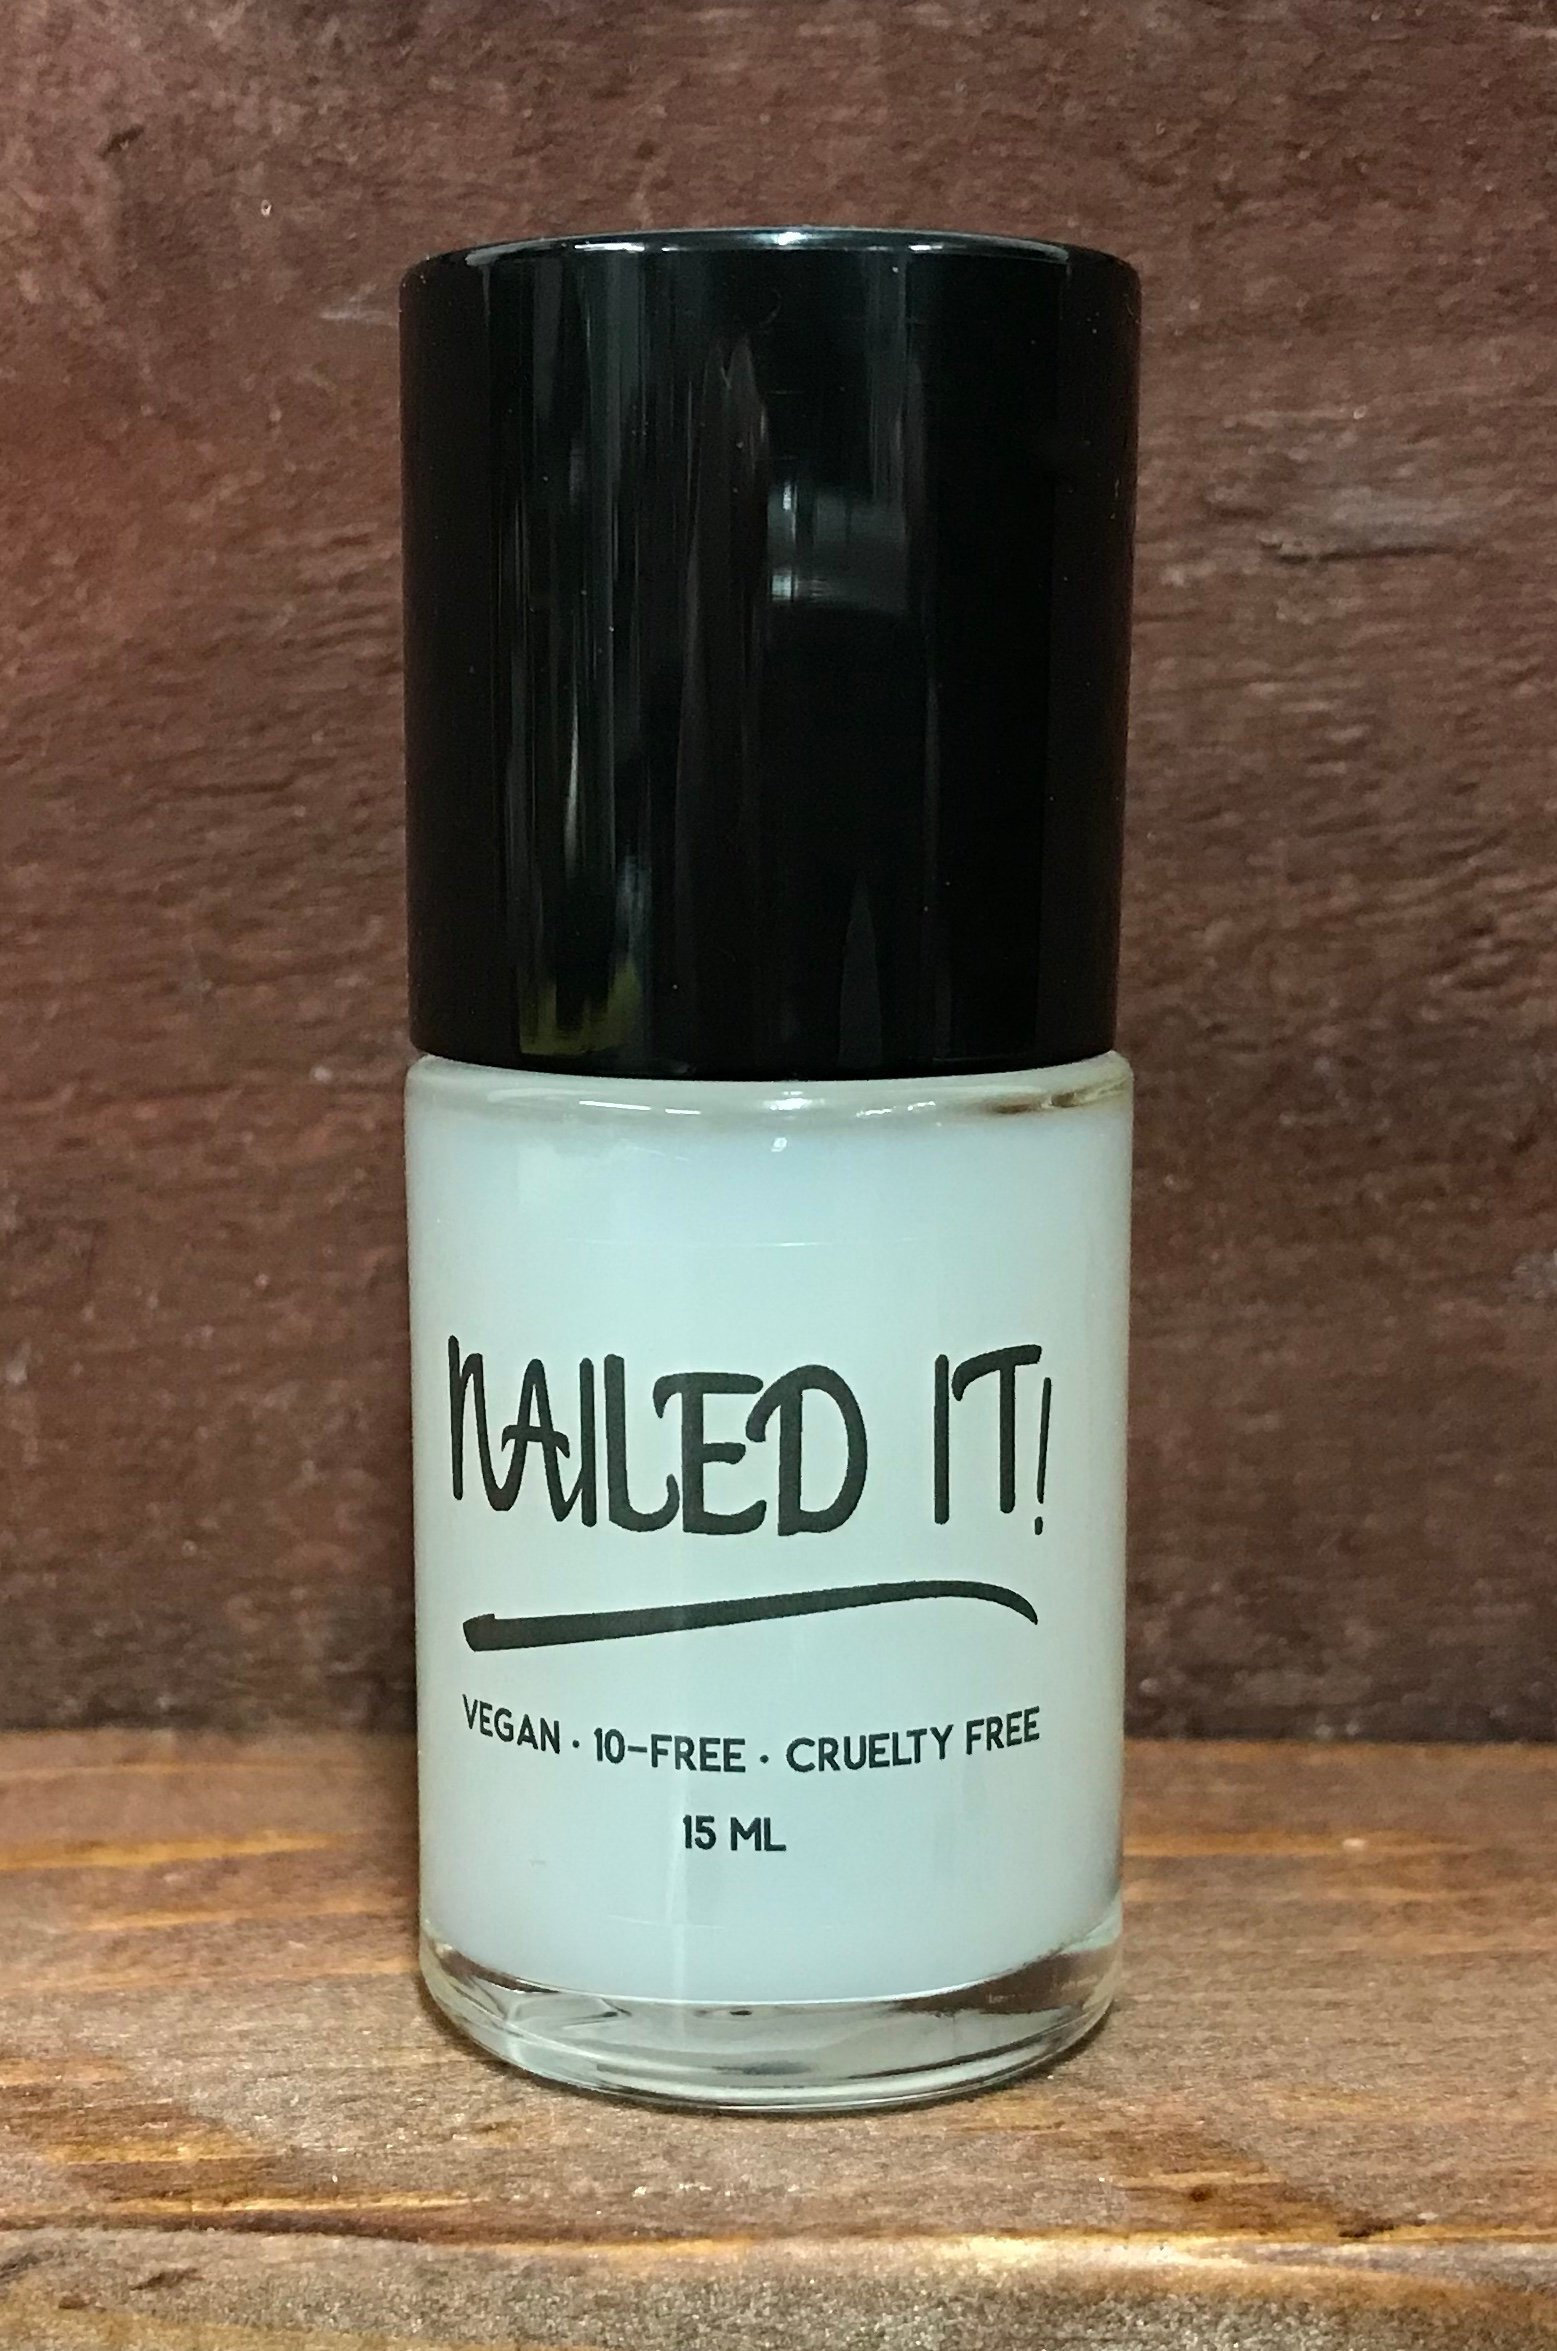 NAILED IT!
VEGAN · 10-FREE · CRUELTY FREE
15 ML